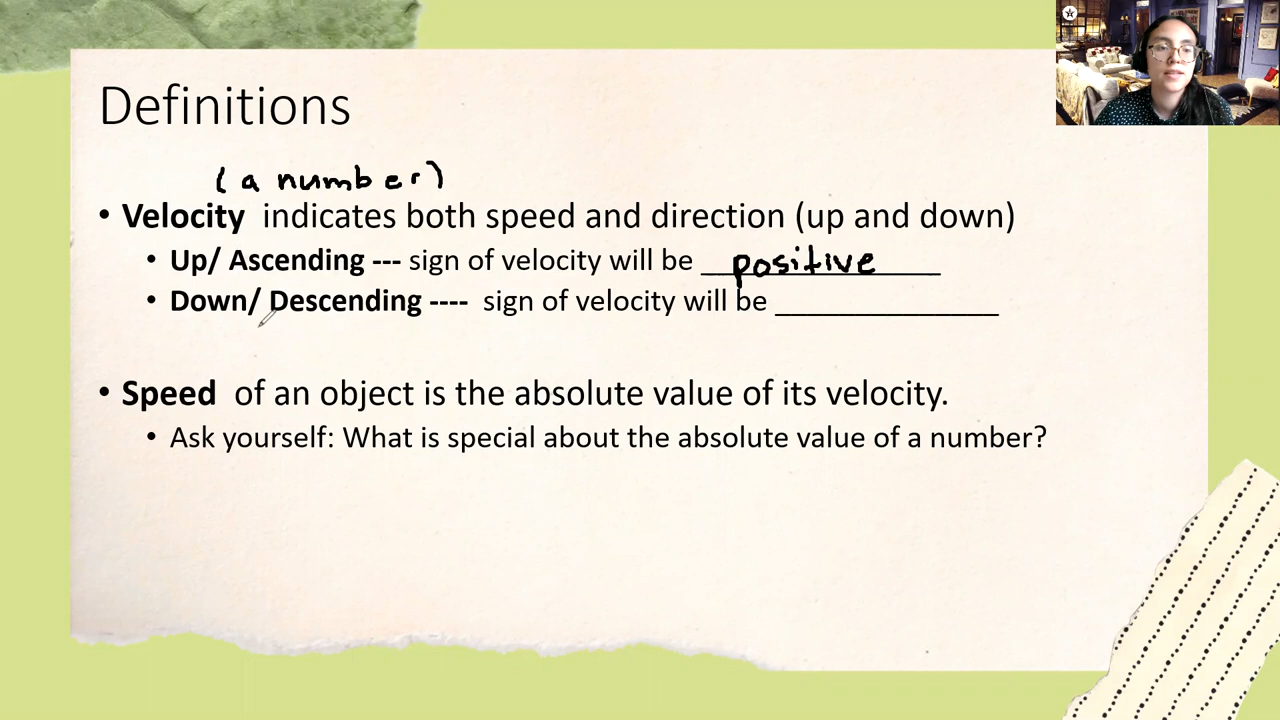 Definitions
(a number)
• Velocity indicates both speed and direction (up and down)
• Up/ Ascending --- sign of velocity will be _positive_
• Down/ Descending ---- sign of velocity will be _______________
• Speed of an object is the absolute value of its velocity.
• Ask yourself: What is special about the absolute value of a number?